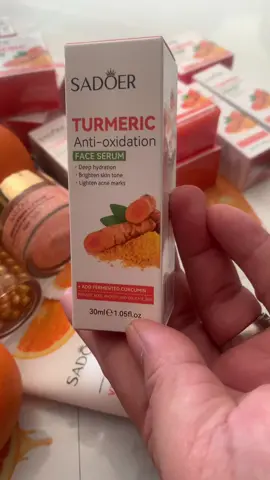 SADOER
TURMERIC
Anti-oxidation
FACE SERUM
• Deep hydration
• Brighten skin tone
• Lighten acne marks
+ ADD FERMENTED CURCUMIN
30ml e 1.05fl.oz
SADOER